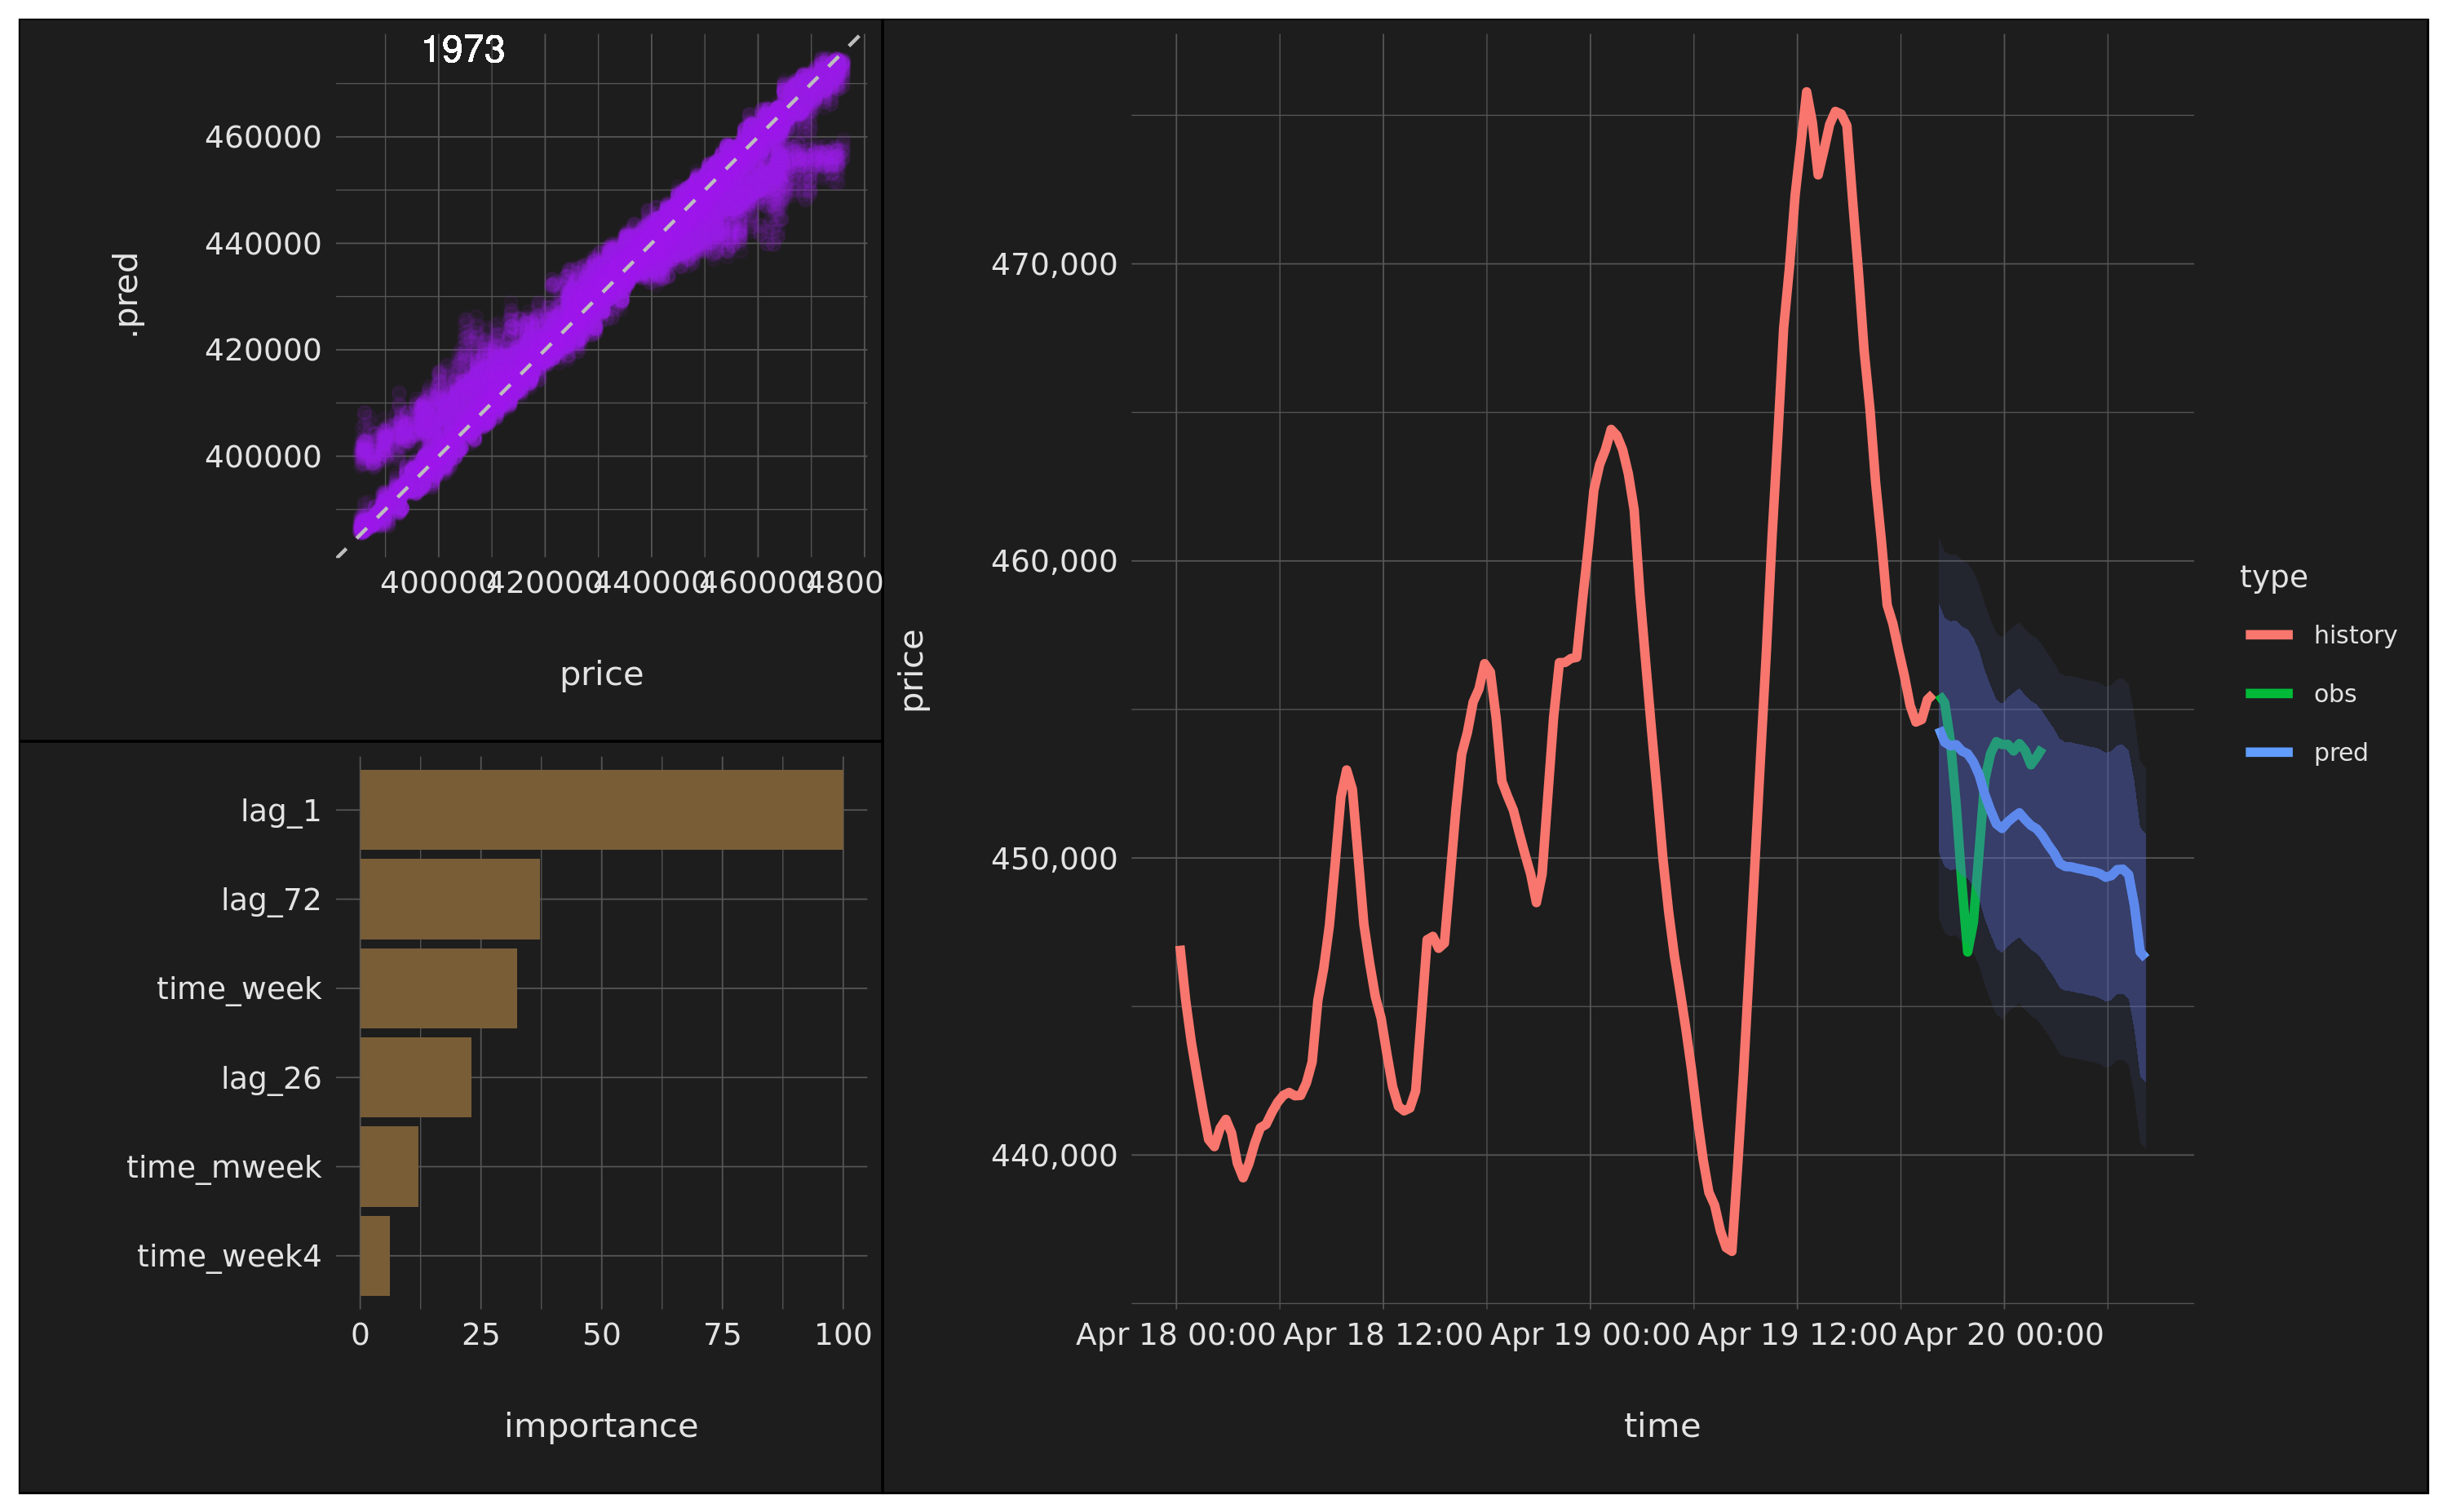 1973
.pred
460000
440000
420000
400000
400000 420000 440000 460000 4800
price
lag_1
lag_72
time_week
lag_26
time_mweek
time_week4
0 25 50 75 100
importance
price
470,000
460,000
450,000
440,000
Apr 18 00:00 Apr 18 12:00 Apr 19 00:00 Apr 19 12:00 Apr 20 00:00
time
type
history
obs
pred